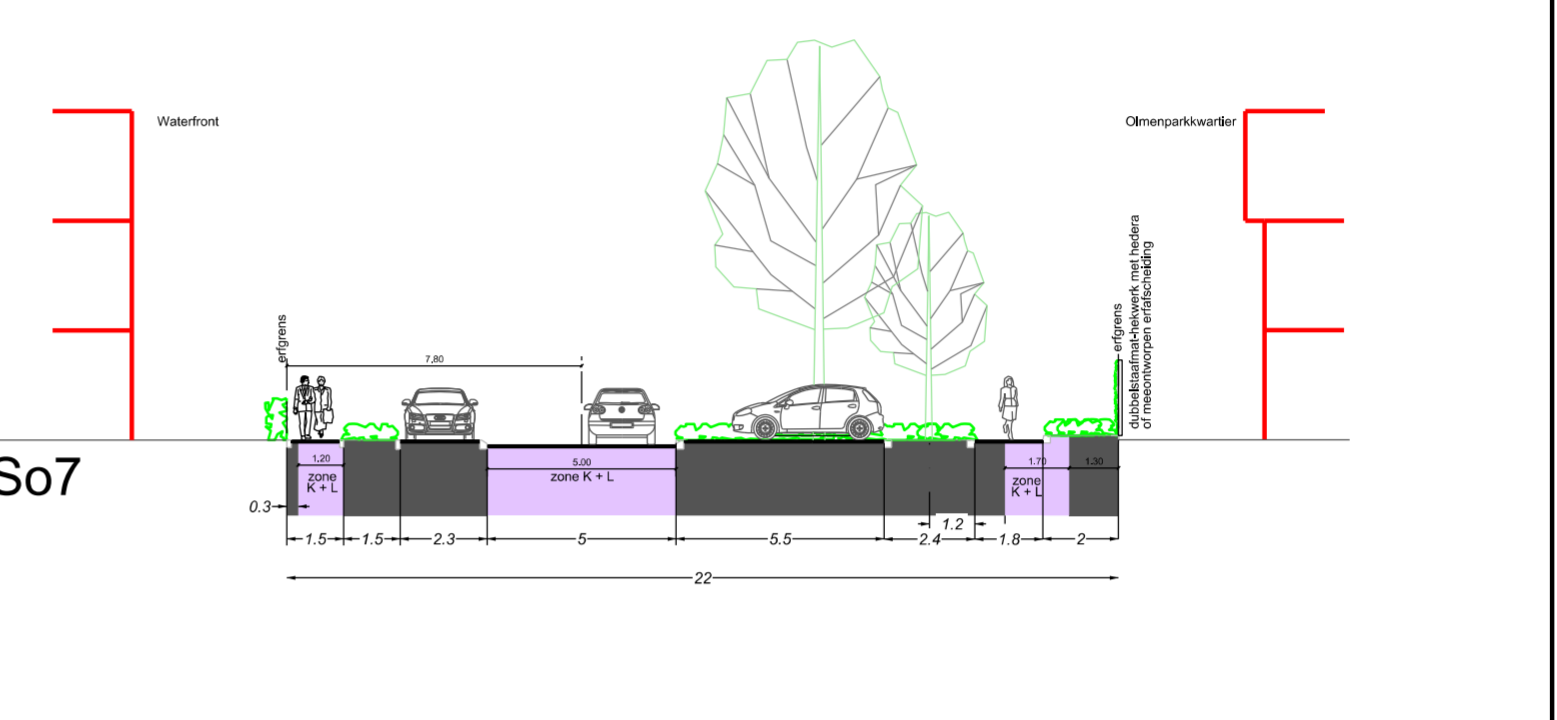 Waterfront
Olmenparkkwartier
erfgrens
7,80
erfgrens
dubbelstaafmat-hekwerk met hedera
of meeontworpen erfafscheiding
So7
1,20
zone
K + L
5.00
zone K + L
1.70
zone
K + L
1.30
0.3
1.2
1.5
1.5
2.3
5
5.5
2.4
1.8
2
22